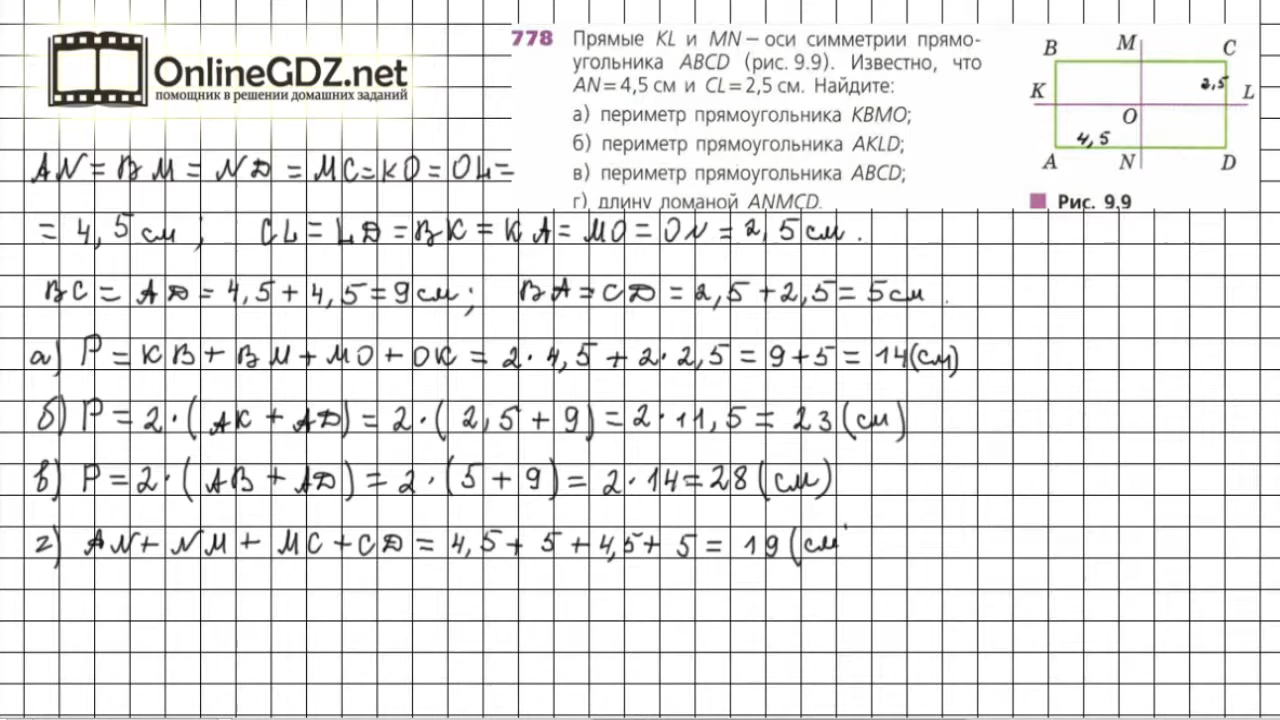 OnlineGDZ.net
помощник в решении домашних заданий
778 Прямые KL и MN – оси симметрии прямо-
угольника ABCD (рис. 9.9). Известно, что
AN = 4,5 см и CL = 2,5 см. Найдите:
а) периметр прямоугольника KBMO;
б) периметр прямоугольника AKLD;
в) периметр прямоугольника ABCD;
г) длину ломаной ANMCD.
B M C
2,5
K L
O
4,5
A N D
Рис. 9.9
AN = BM = ND = MC = KO = OL =
= 4,5 см; CL = LD = BK = KA = MO = ON = 2,5 см.
BC = AD = 4,5 + 4,5 = 9 см; BA = CD = 2,5 + 2,5 = 5 см.
а) P = KB + BM + MO + OK = 2 · 4,5 + 2 · 2,5 = 9 + 5 = 14 (см)
б) P = 2 · (AK + AD) = 2 · (2,5 + 9) = 2 · 11,5 = 23 (см)
в) P = 2 · (AB + AD) = 2 · (5 + 9) = 2 · 14 = 28 (см)
г) AN + NM + MC + CD = 4,5 + 5 + 4,5 + 5 = 19 (см